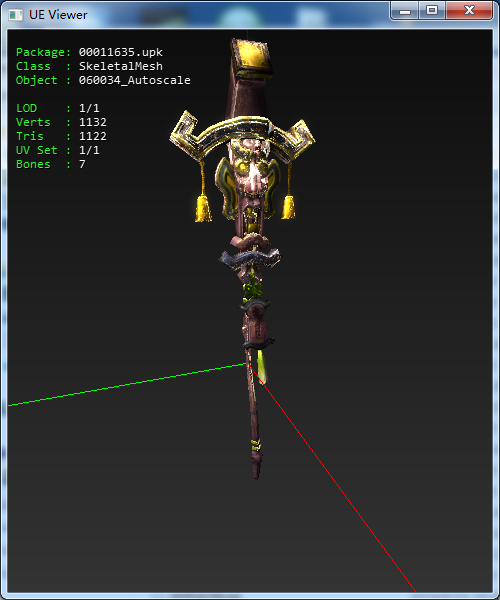 UE Viewer
Package: 00011635.upk
Class  : SkeletalMesh
Object : 060034_Autoscale
LOD    : 1/1
Verts  : 1132
Tris   : 1122
UV Set : 1/1
Bones  : 7